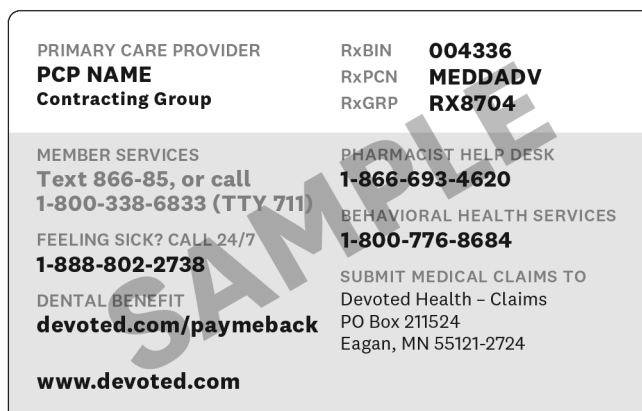 PRIMARY CARE PROVIDER
PCP NAME
Contracting Group
RxBIN 004336
RxPCN MEDDADV
RxGRP RX8704
MEMBER SERVICES
Text 866-85, or call
1-800-338-6833 (TTY 711)
FEELING SICK? CALL 24/7
1-888-802-2738
DENTAL BENEFIT
devoted.com/paymeback
www.devoted.com
PHARMACIST HELP DESK
1-866-693-4620
BEHAVIORAL HEALTH SERVICES
1-800-776-8684
SUBMIT MEDICAL CLAIMS TO
Devoted Health – Claims
PO Box 211524
Eagan, MN 55121-2724
SAMPLE